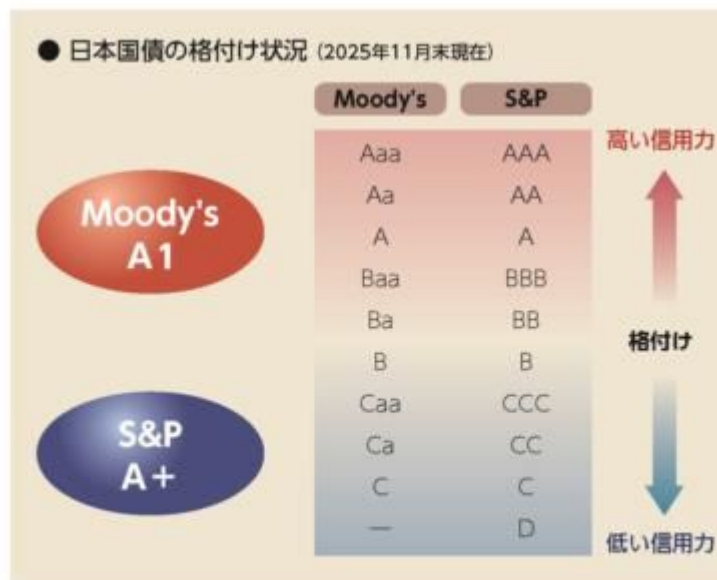 ● 日本国債の格付け状況（2025年11月末現在）
Moody's S&P
Aaa AAA
Aa AA
A A
Baa BBB
Ba BB
B B
Caa CCC
Ca CC
C C
— D
Moody's
A1
S&P
A+
高い信用力
格付け
低い信用力